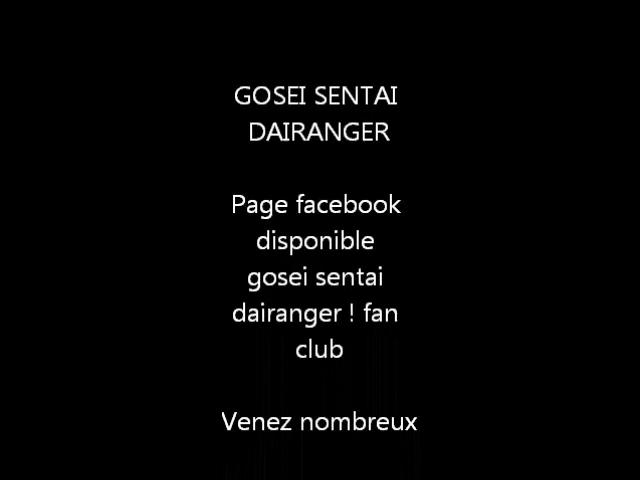 GOSEI SENTAI
DAIRANGER
Page facebook
disponible
gosei sentai
dairanger ! fan
club
Venez nombreux